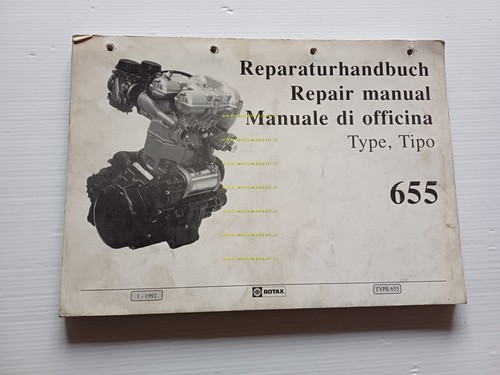 Reparaturhandbuch
Repair manual
Manuale di officina
Type, Tipo
655
1 - 1992
ROTAX
TYPE 655